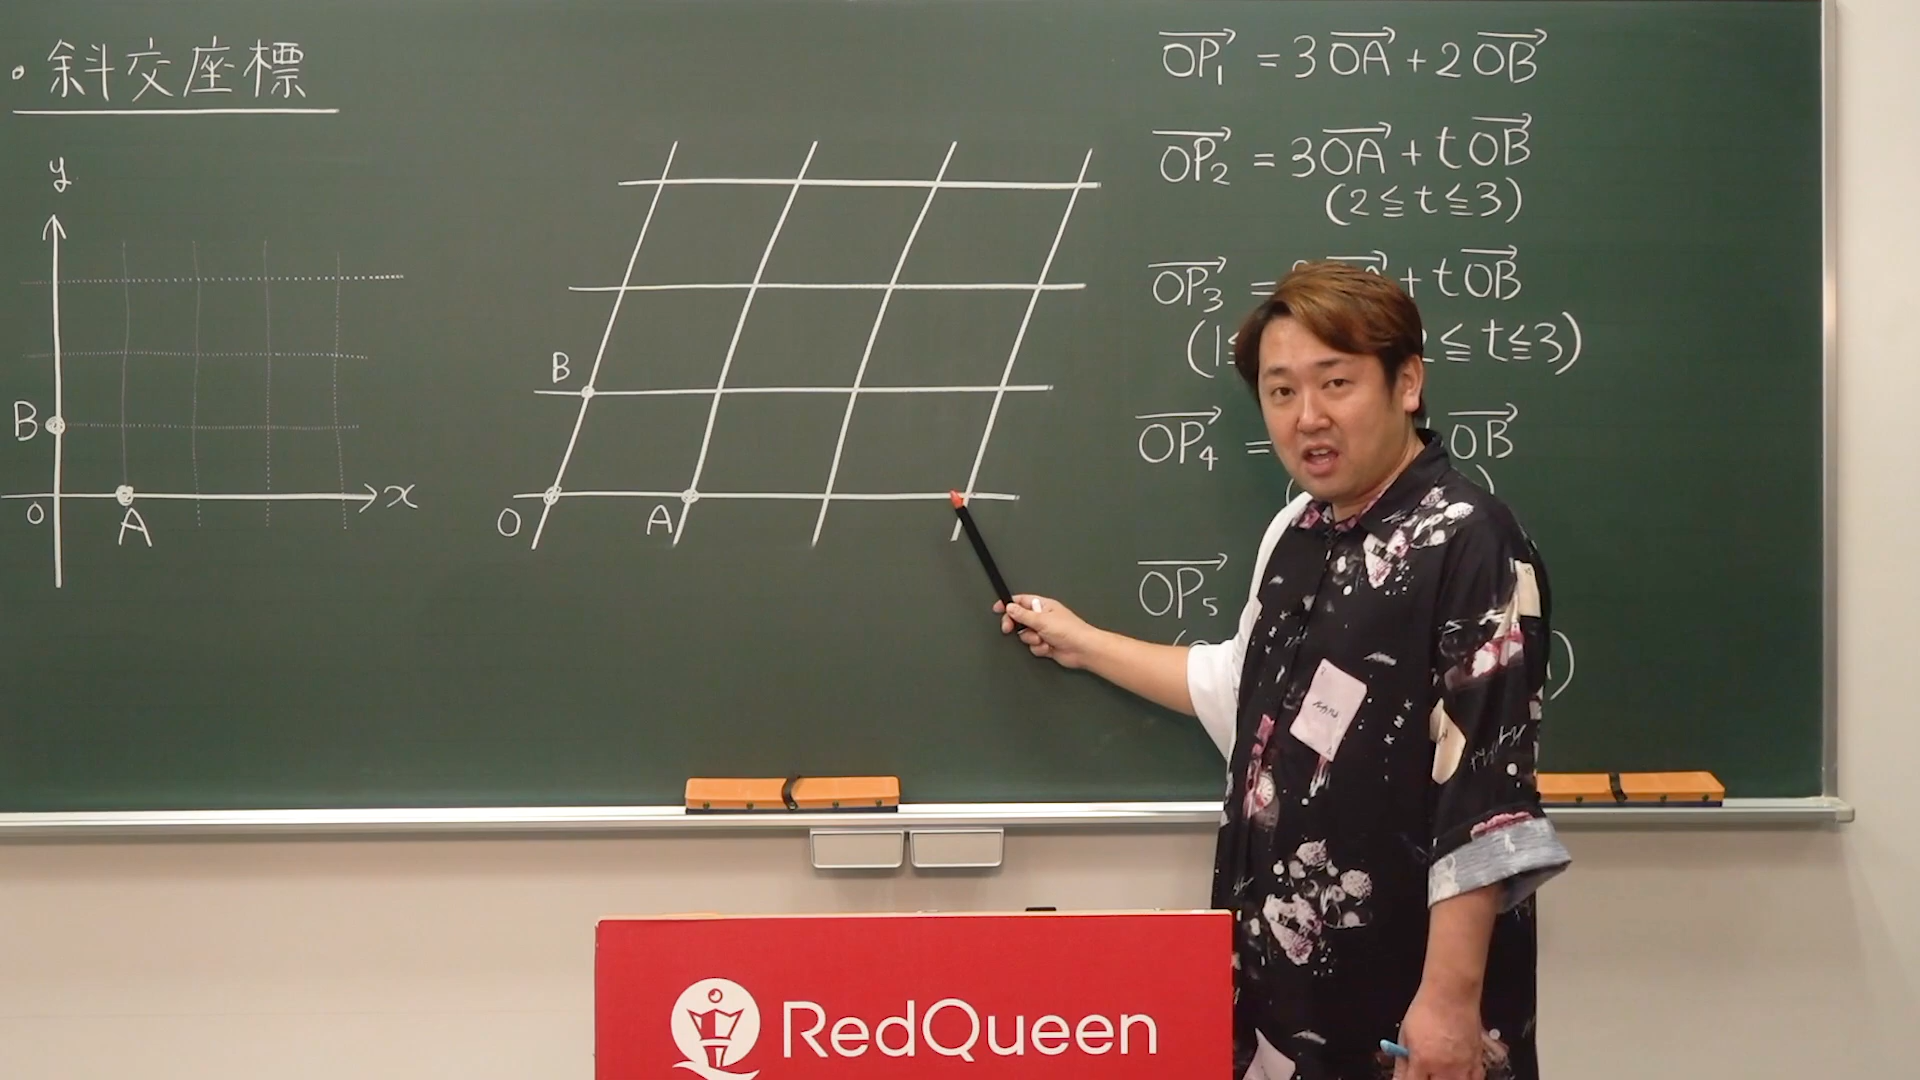 ・斜交座標
y
B
O
A
x
B
O
A
OP₁ = 3OA + 2OB
OP₂ = 3OA + tOB
(2≦t≦3)
OP₃ = + tOB
(1≦ ≦t≦3)
OP₄ = OB
OP₅
RedQueen